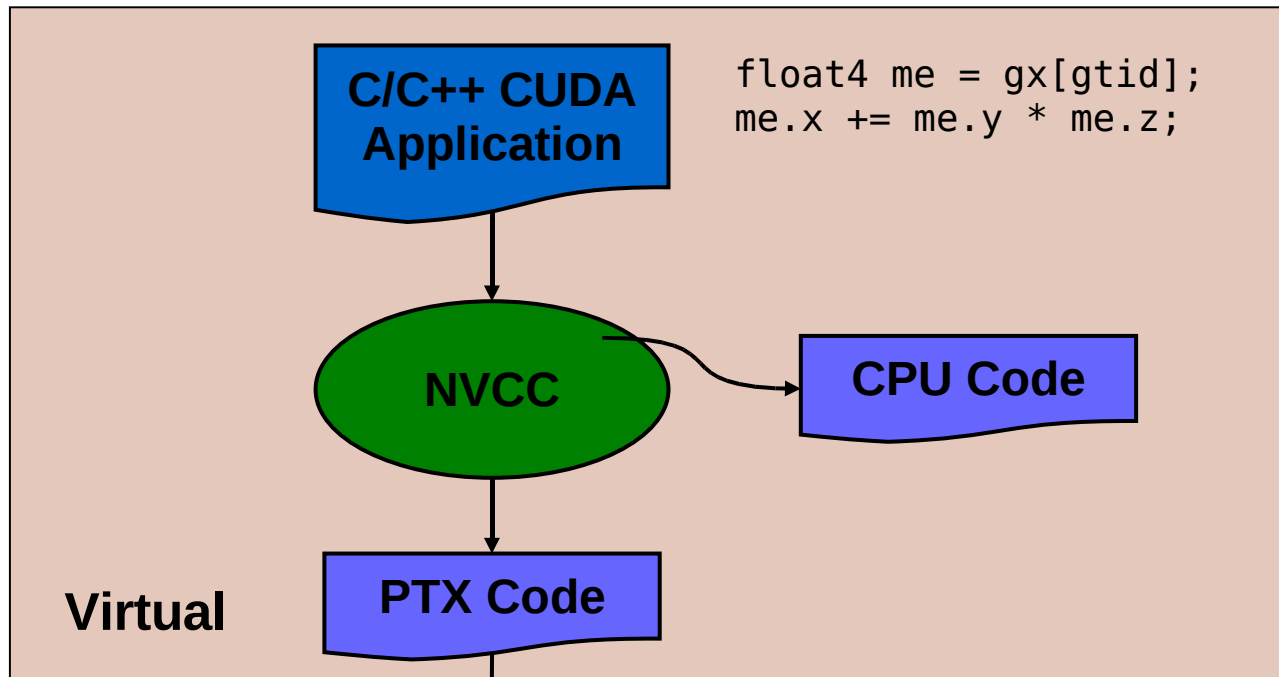 C/C++ CUDA
Application
float4 me = gx[gtid];
me.x += me.y * me.z;
NVCC
CPU Code
PTX Code
Virtual